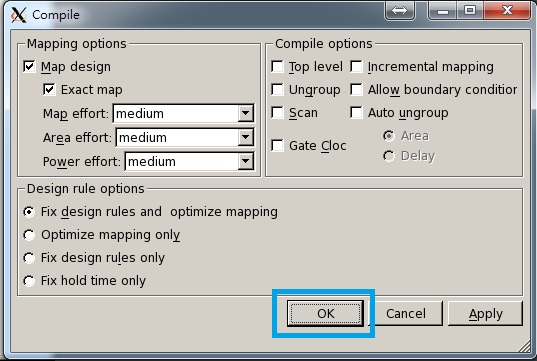 Compile
Mapping options
Map design
Exact map
Map effort: medium
Area effort: medium
Power effort: medium
Compile options
Top level
Incremental mapping
Ungroup
Allow boundary condition
Scan
Auto ungroup
Area
Gate Cloc
Delay
Design rule options
Fix design rules and optimize mapping
Optimize mapping only
Fix design rules only
Fix hold time only
OK
Cancel
Apply